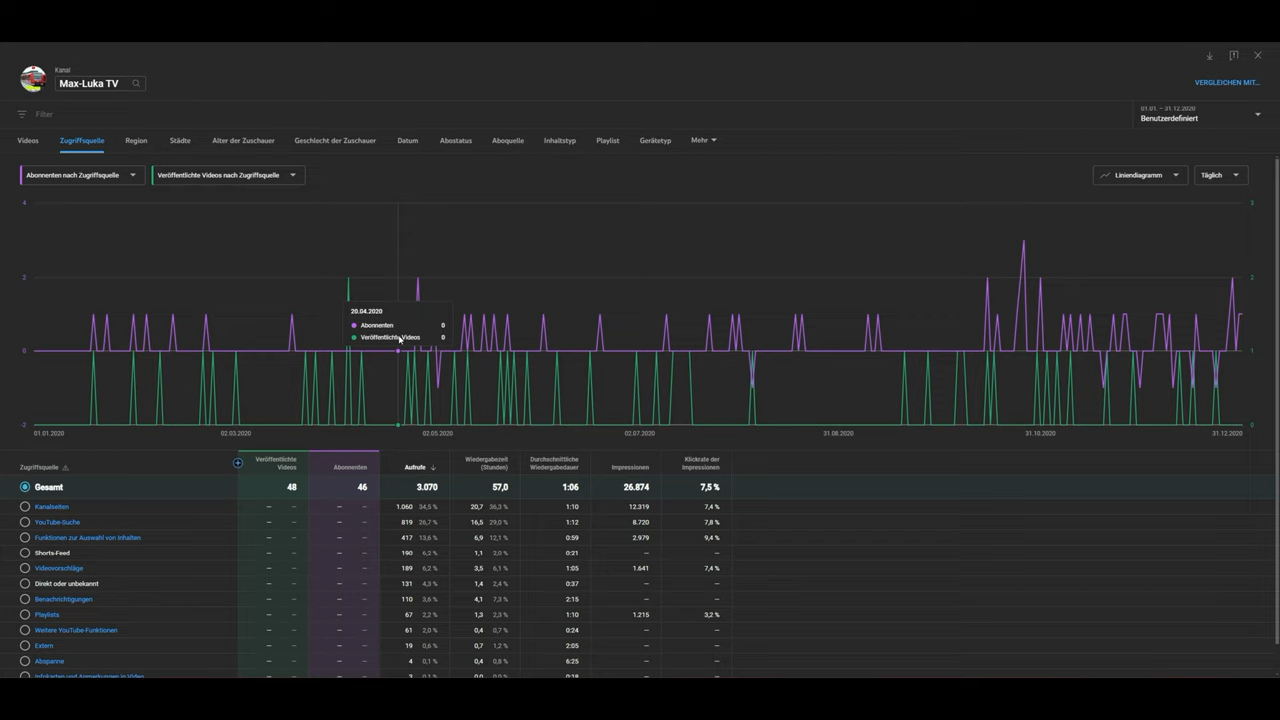 Kanal
Max-Luka TV
VERGLEICHEN MIT...
Filter
01.01. – 31.12.2020
Benutzerdefiniert
Videos Zugriffsquelle Region Städte Alter der Zuschauer Geschlecht der Zuschauer Datum Abostatus Aboquelle Inhaltstyp Playlist Gerätetyp Mehr
Abonnenten nach Zugriffsquelle Veröffentlichte Videos nach Zugriffsquelle Liniendiagramm Täglich
4 3
2 2
20.04.2020
Abonnenten 0
Veröffentlichte Videos 0
0 1
-2 0
01.01.2020 02.03.2020 02.05.2020 02.07.2020 31.08.2020 31.10.2020 31.12.2020
Zugriffsquelle Veröffentlichte Videos Abonnenten Aufrufe Wiedergabezeit (Stunden) Durchschnittliche Wiedergabedauer Impressionen Klickrate der Impressionen
Gesamt 48 46 3.070 57,0 1:06 26.874 7,5 %
Kanalseiten – – – – 1.060 34,5 % 20,7 36,3 % 1:10 12.319 7,4 %
YouTube-Suche – – – – 819 26,7 % 16,5 29,0 % 1:12 8.720 7,8 %
Funktionen zur Auswahl von Inhalten – – – – 417 13,6 % 6,9 12,1 % 0:59 2.979 9,4 %
Shorts-Feed – – – – 190 6,2 % 1,1 2,0 % 0:21 – –
Videovorschläge – – – – 189 6,2 % 3,5 6,1 % 1:05 1.641 7,4 %
Direkt oder unbekannt – – – – 131 4,3 % 1,4 2,4 % 0:37 – –
Benachrichtigungen – – – – 110 3,6 % 4,1 7,3 % 2:15 – –
Playlists – – – – 67 2,2 % 1,3 2,3 % 1:10 1.215 3,2 %
Weitere YouTube-Funktionen – – – – 61 2,0 % 0,4 0,7 % 0:24 – –
Extern – – – – 19 0,6 % 0,7 1,2 % 2:05 – –
Abspanne – – – – 4 0,1 % 0,4 0,8 % 6:25 – –
Infokarten und Anmerkungen in Video